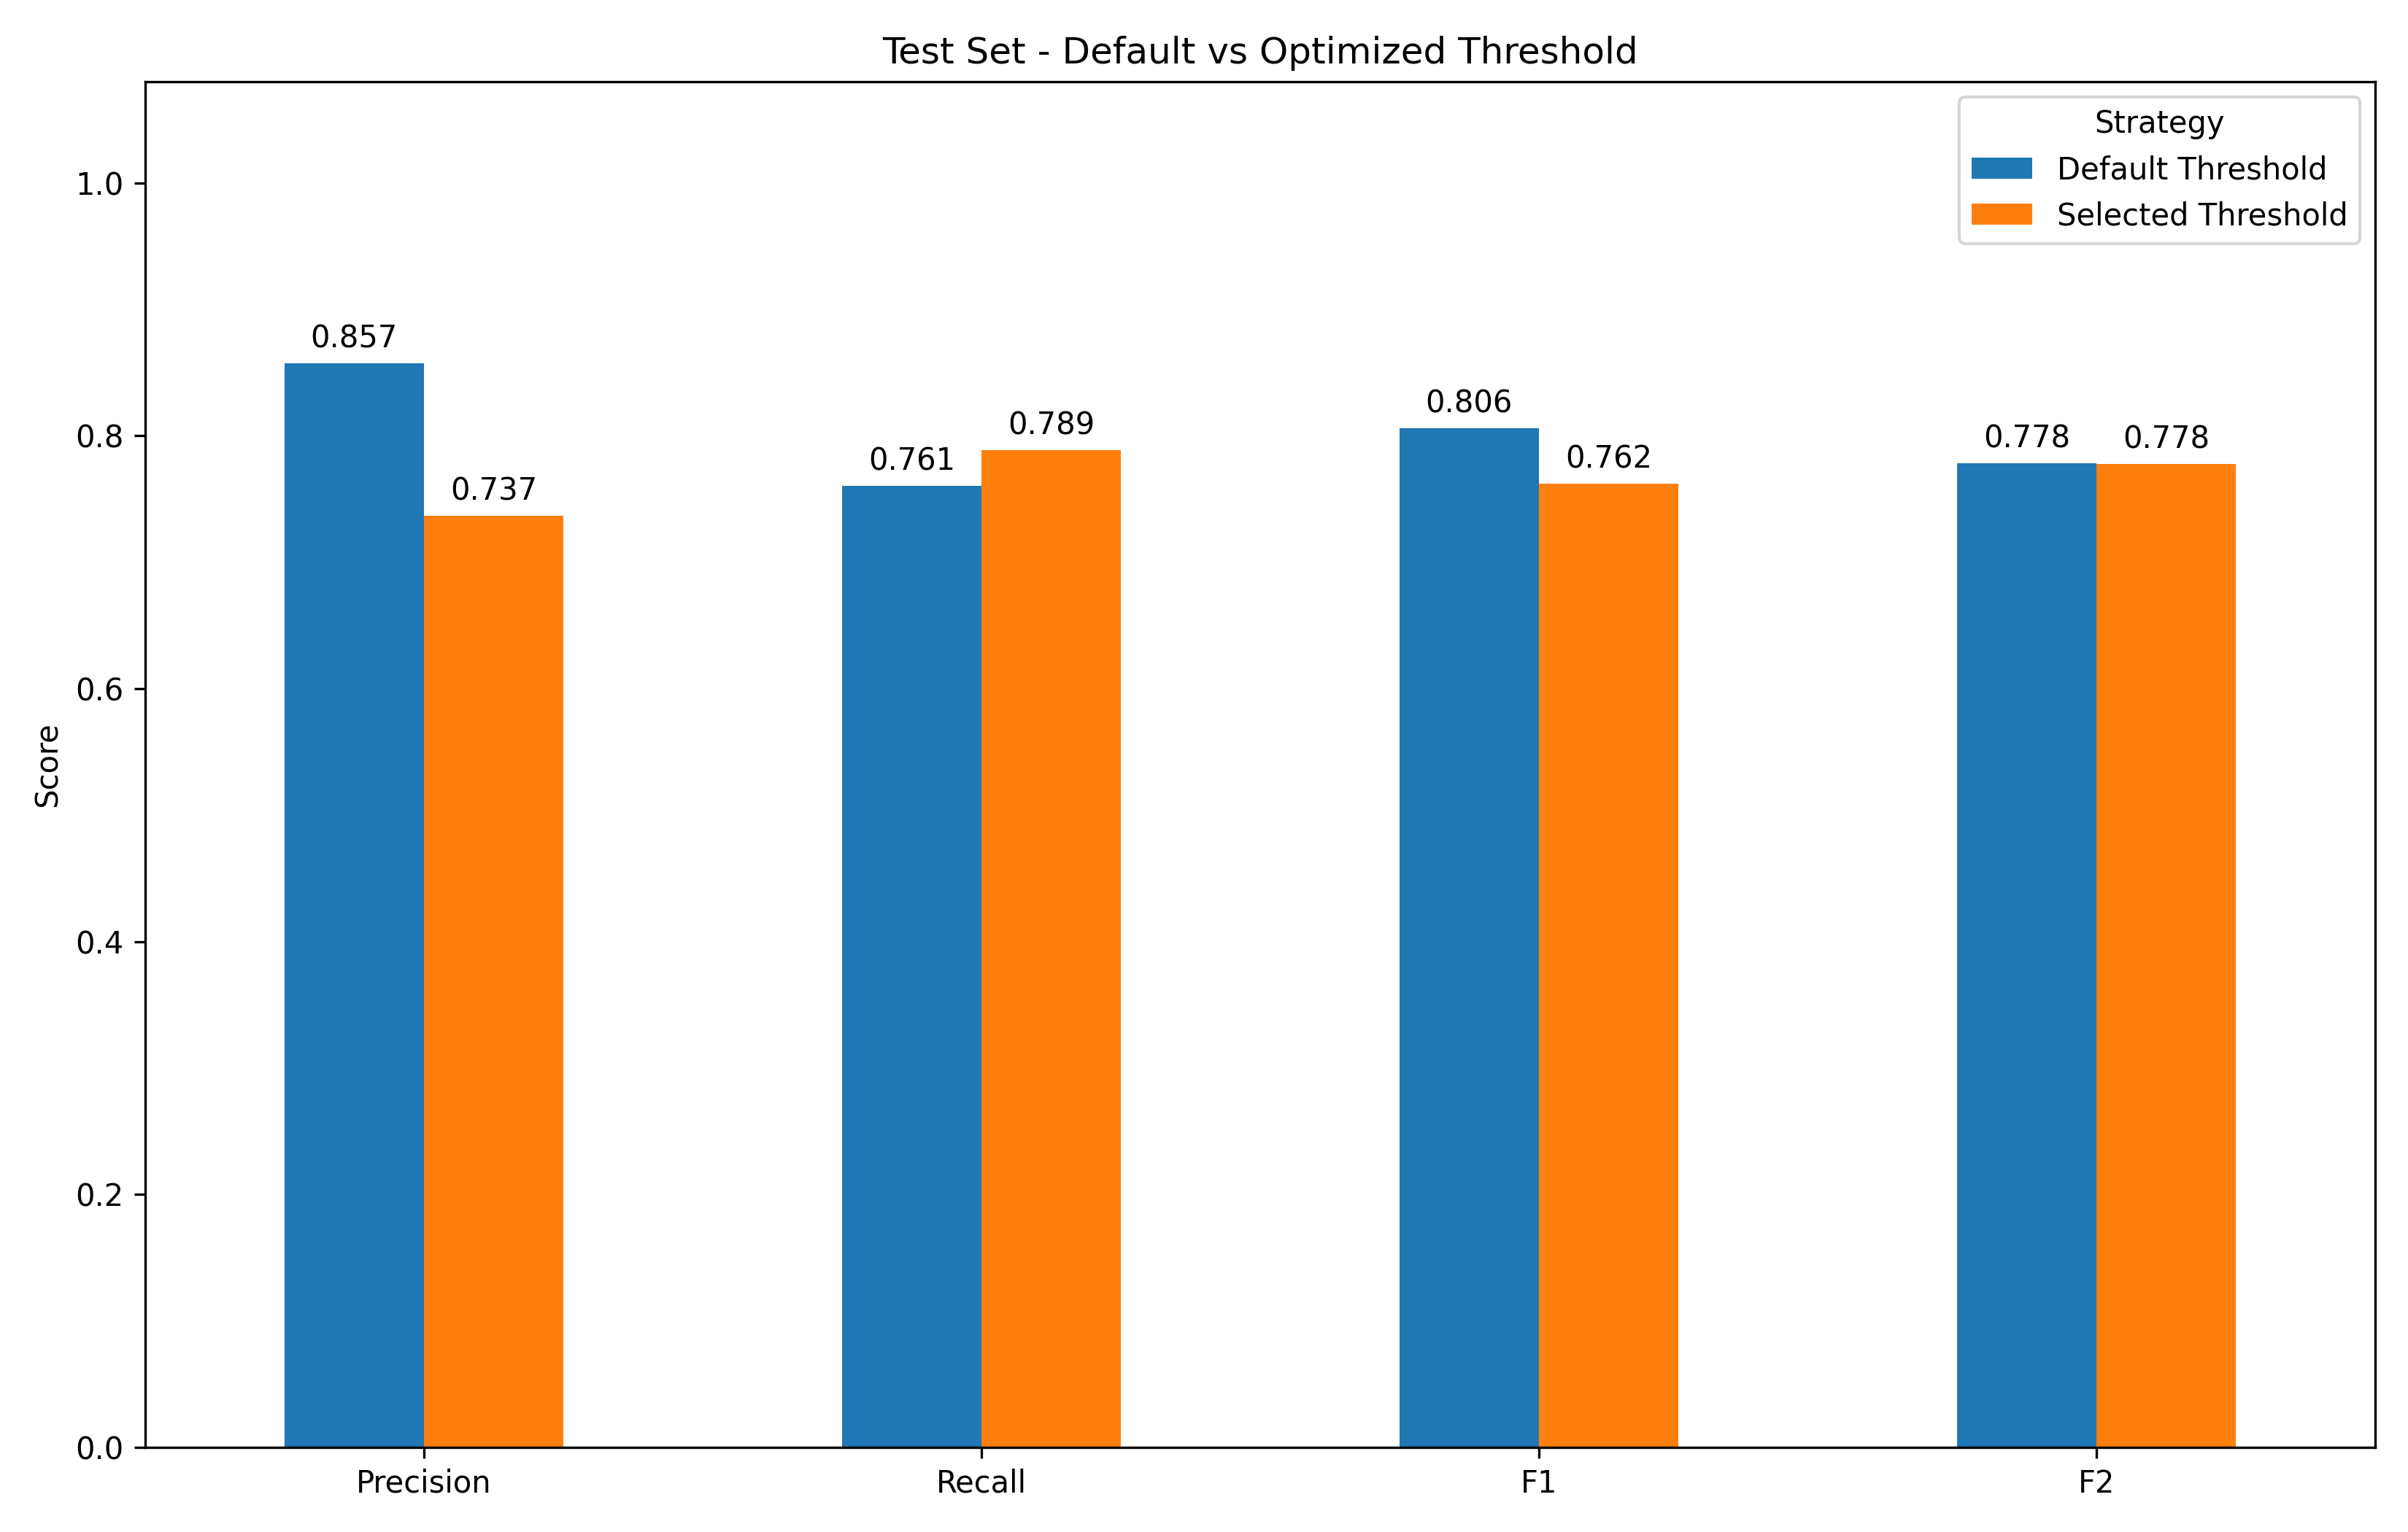 Test Set - Default vs Optimized Threshold
Strategy
Default Threshold
Selected Threshold
Score
1.0
0.8
0.6
0.4
0.2
0.0
0.857
0.737
0.761
0.789
0.806
0.762
0.778
0.778
Precision
Recall
F1
F2